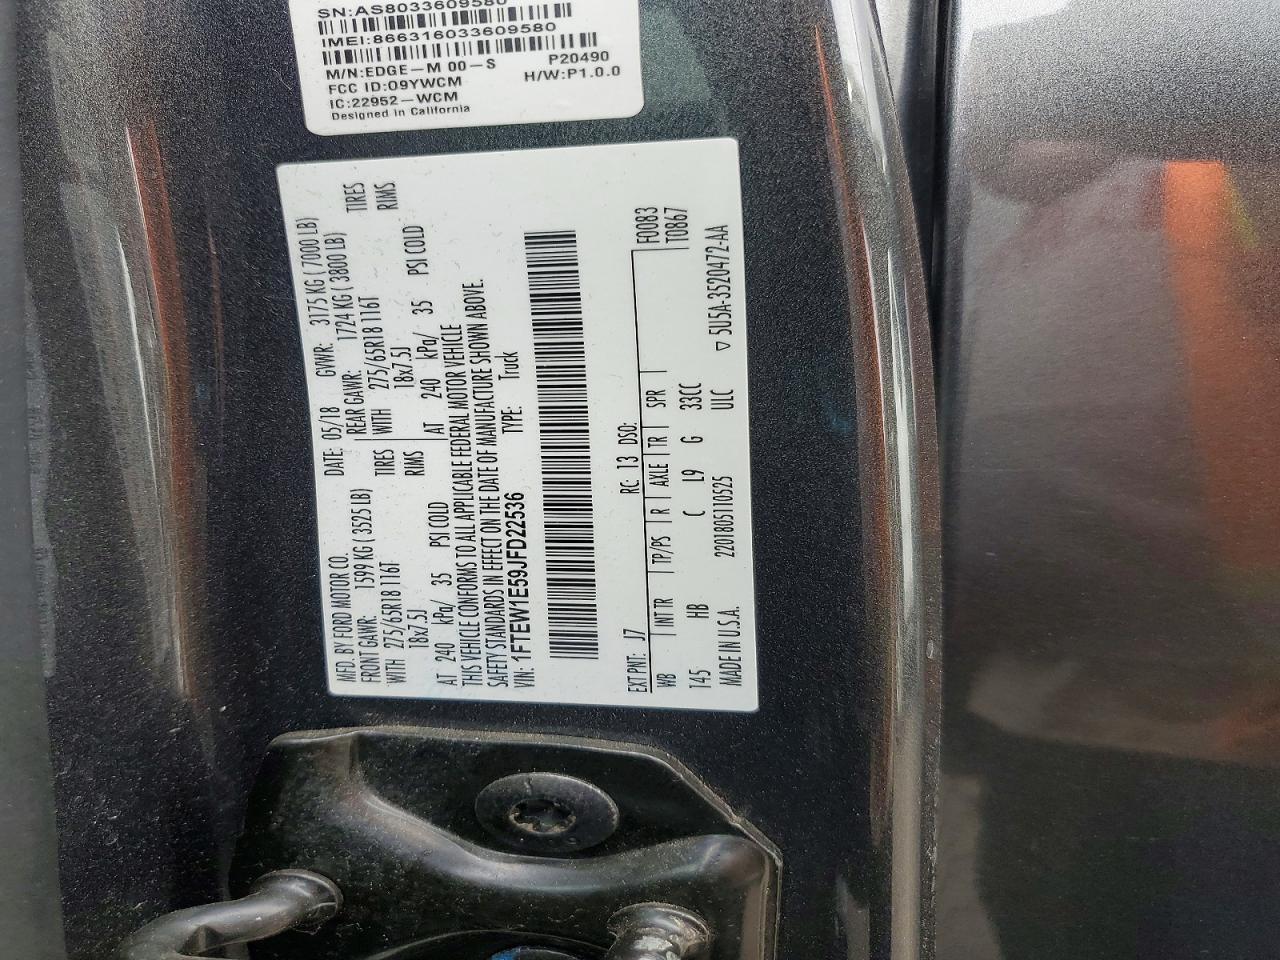 SN:AS8033609580
IMEI:866316033609580
M/N:EDGE-M 00-S P20490
FCC ID:09YWCM H/W:P1.0.0
IC:22952-WCM
Designed in California
MFD. BY FORD MOTOR CO.
DATE: 05/18 GVWR: 3175 KG ( 7000 LB)
FRONT GAWR: 1599 KG ( 3525 LB) REAR GAWR: 1724 KG ( 3800 LB)
WITH 275/65R18 116T TIRES WITH 275/65R18 116T TIRES
18x7.5J RIMS 18x7.5J RIMS
AT 240 kPa/ 35 PSI COLD AT 240 kPa/ 35 PSI COLD
THIS VEHICLE CONFORMS TO ALL APPLICABLE FEDERAL MOTOR VEHICLE
SAFETY STANDARDS IN EFFECT ON THE DATE OF MANUFACTURE SHOWN ABOVE.
VIN: 1FTEW1E59JFD22536 TYPE: Truck
EXT PNT: 17 RC: 13 DSO: F0083
WB INT TR TP/PS R AXLE TR SPR T0867
145 HB C L9 G 33CC
MADE IN U.S.A. 2201805110525 ULC ▽ 5U5A-3520472-AA